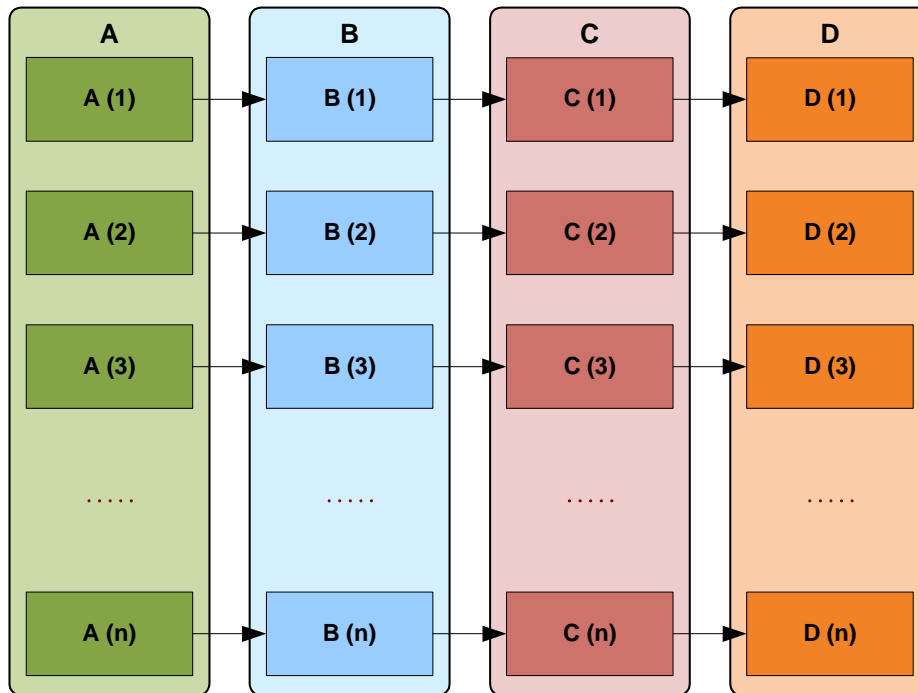 A B C D
A (1) B (1) C (1) D (1)
A (2) B (2) C (2) D (2)
A (3) B (3) C (3) D (3)
..... ..... ..... .....
A (n) B (n) C (n) D (n)